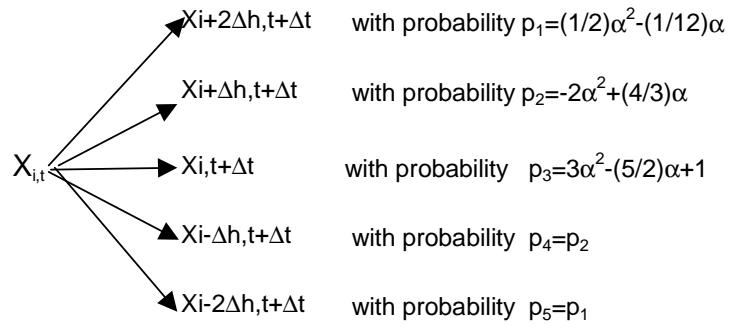 Xi+2Δh,t+Δt with probability p₁=(1/2)α²-(1/12)α
Xi+Δh,t+Δt with probability p₂=-2α²+(4/3)α
X_{i,t} Xi,t+Δt with probability p₃=3α²-(5/2)α+1
Xi-Δh,t+Δt with probability p₄=p₂
Xi-2Δh,t+Δt with probability p₅=p₁